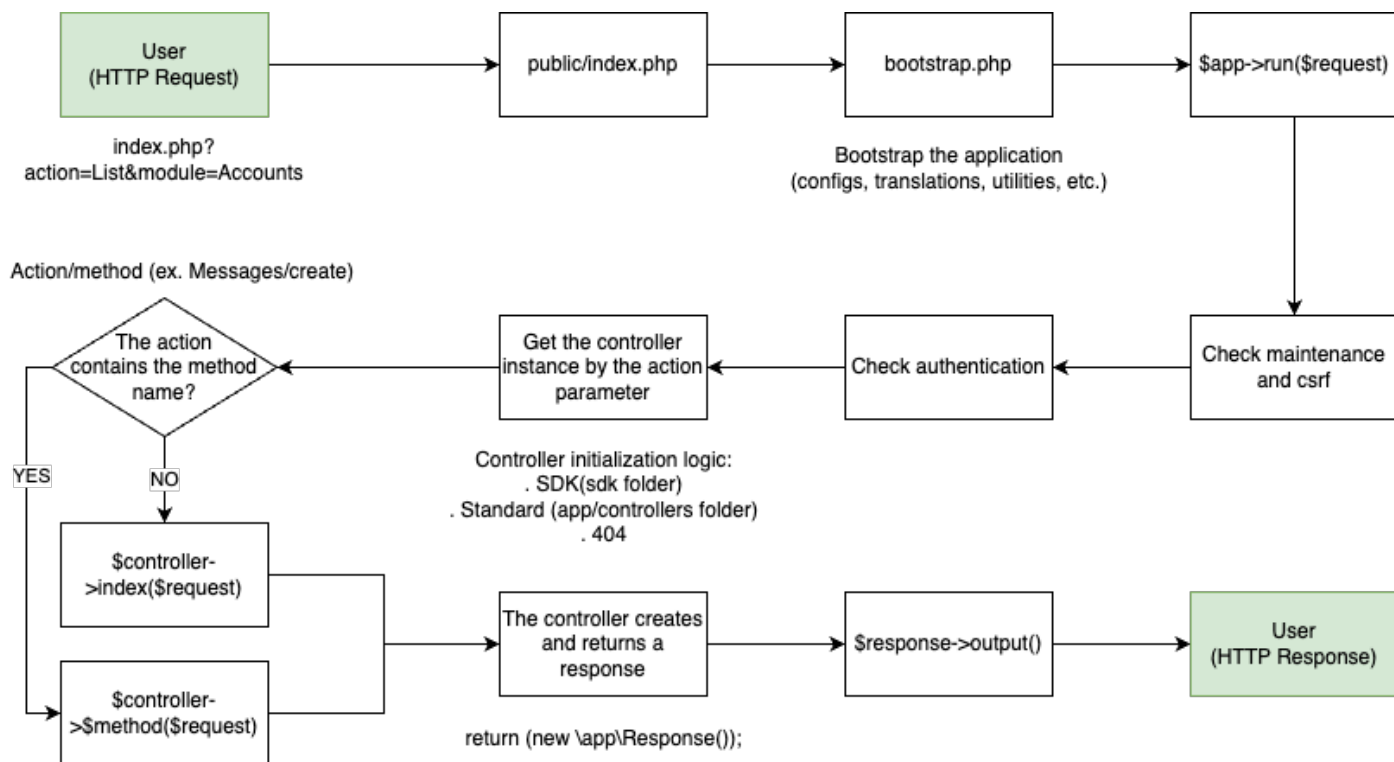 User
(HTTP Request)
public/index.php
bootstrap.php
$app->run($request)
index.php?
action=List&module=Accounts
Bootstrap the application
(configs, translations, utilities, etc.)
Action/method (ex. Messages/create)
The action
contains the method
name?
Get the controller
instance by the action
parameter
Check authentication
Check maintenance
and csrf
YES
NO
Controller initialization logic:
. SDK(sdk folder)
. Standard (app/controllers folder)
. 404
$controller-
>index($request)
$controller-
>$method($request)
The controller creates
and returns a
response
$response->output()
User
(HTTP Response)
return (new \app\Response());